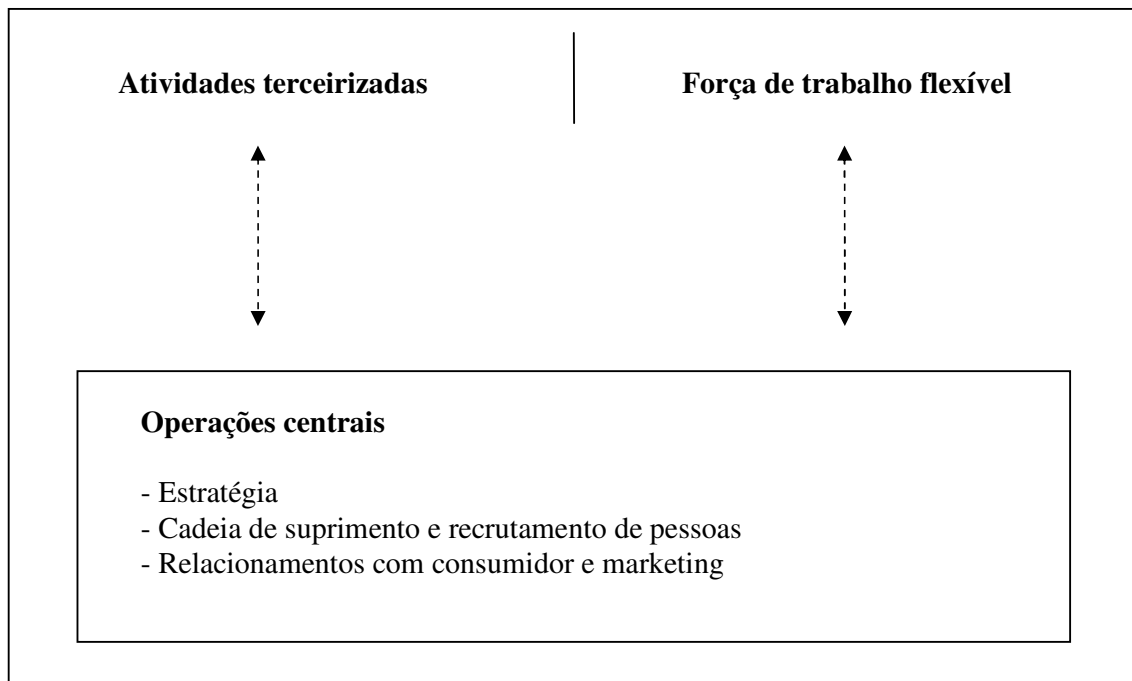 Atividades terceirizadas
Força de trabalho flexível
Operações centrais
- Estratégia
- Cadeia de suprimento e recrutamento de pessoas
- Relacionamentos com consumidor e marketing